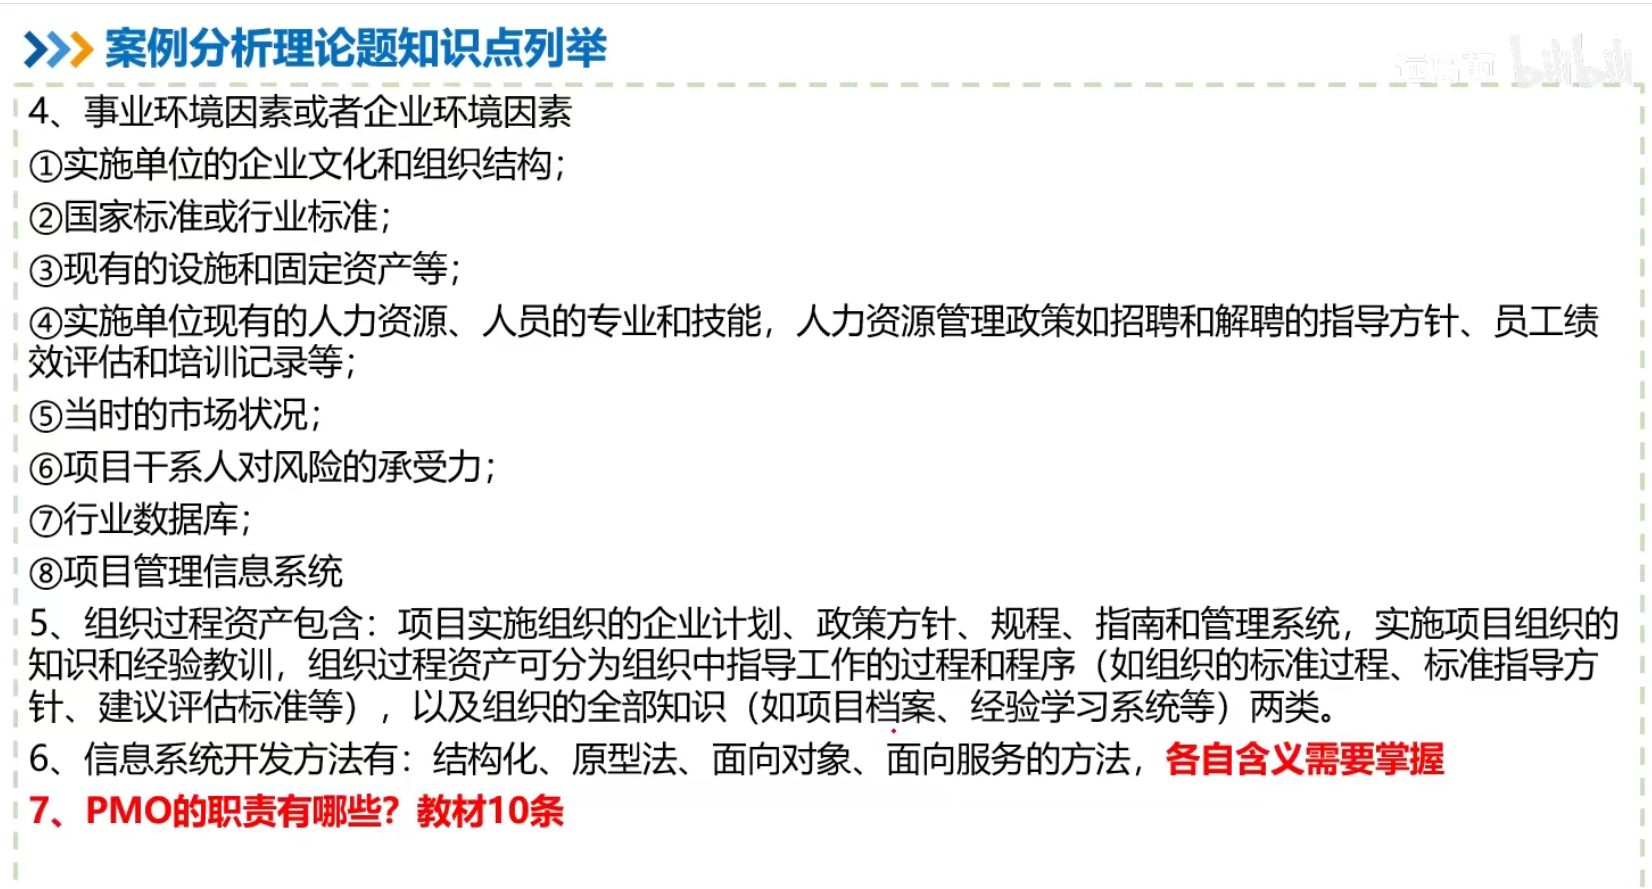 案例分析理论题知识点列举
bilibili
4、事业环境因素或者企业环境因素
①实施单位的企业文化和组织结构；
②国家标准或行业标准；
③现有的设施和固定资产等；
④实施单位现有的人力资源、人员的专业和技能，人力资源管理政策如招聘和解聘的指导方针、员工绩
效评估和培训记录等；
⑤当时的市场状况；
⑥项目干系人对风险的承受力；
⑦行业数据库；
⑧项目管理信息系统
5、组织过程资产包含：项目实施组织的企业计划、政策方针、规程、指南和管理系统，实施项目组织的
知识和经验教训，组织过程资产可分为组织中指导工作的过程和程序（如组织的标准过程、标准指导方
针、建议评估标准等），以及组织的全部知识（如项目档案、经验学习系统等）两类。
6、信息系统开发方法有：结构化、原型法、面向对象、面向服务的方法，各自含义需要掌握
7、PMO的职责有哪些？教材10条